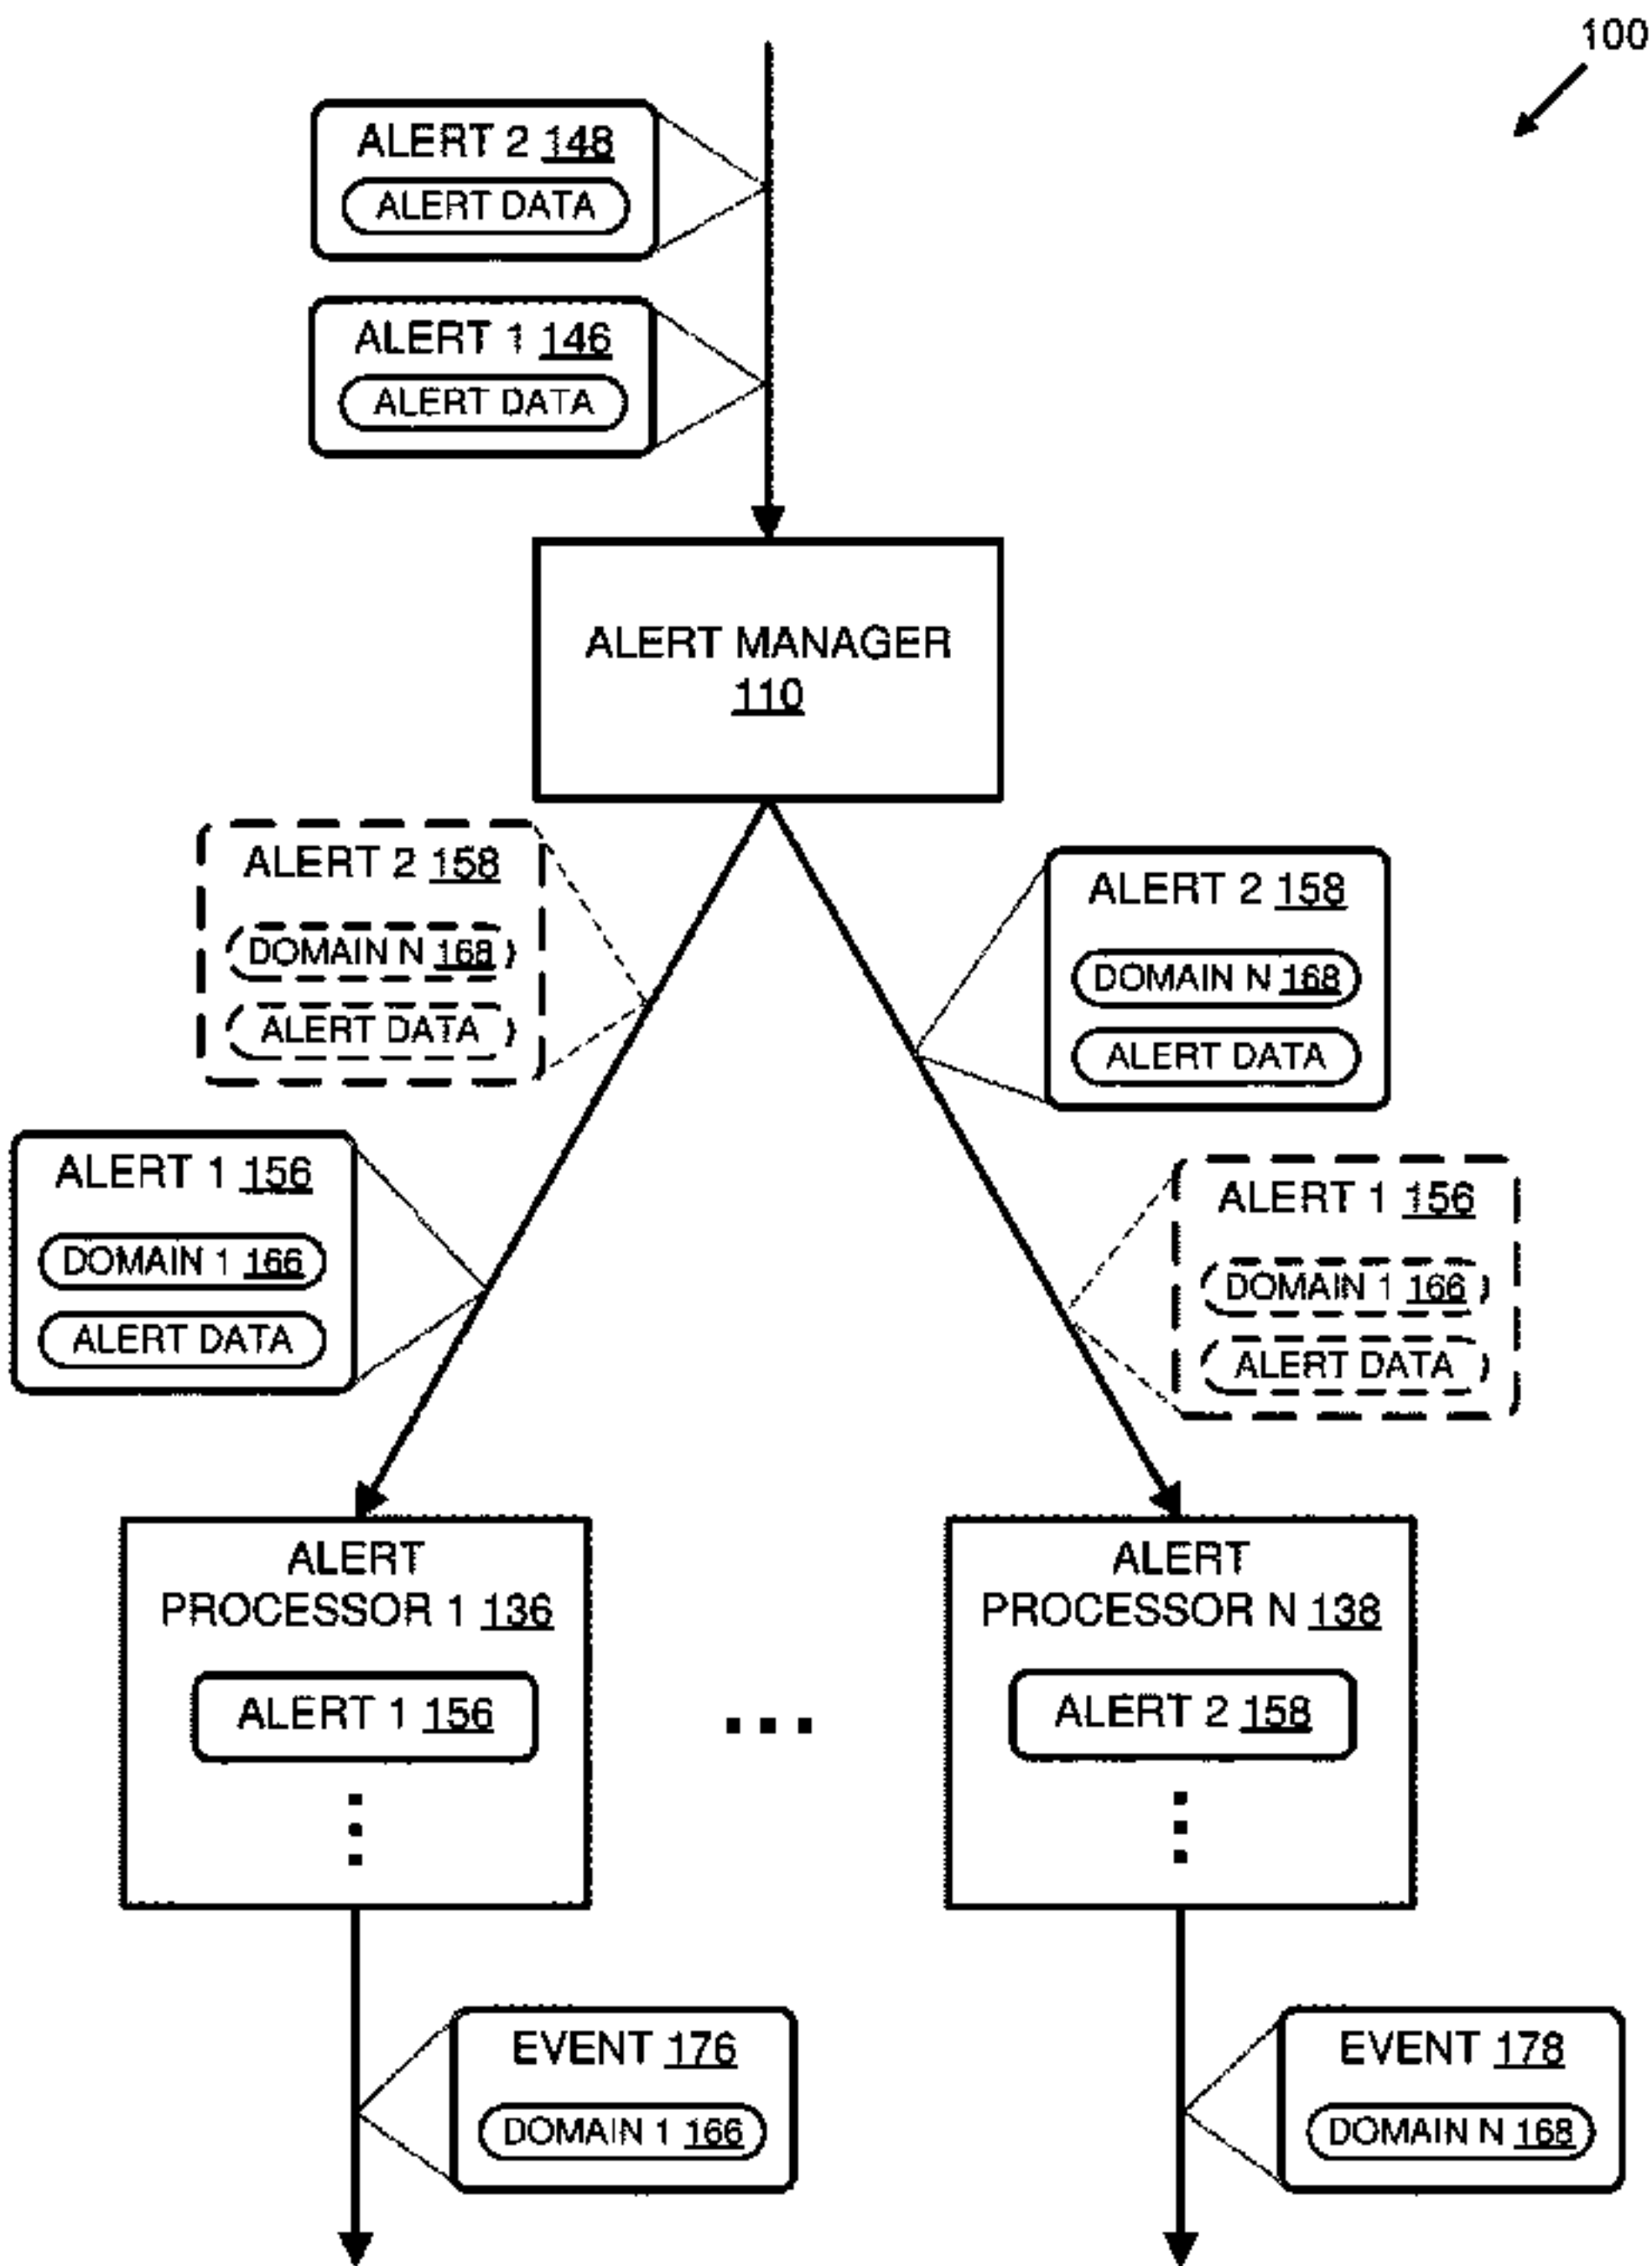 100
ALERT 2 148
ALERT DATA
ALERT 1 146
ALERT DATA
ALERT MANAGER
110
ALERT 2 158
DOMAIN N 168
ALERT DATA
ALERT 2 158
DOMAIN N 168
ALERT DATA
ALERT 1 156
DOMAIN 1 166
ALERT DATA
ALERT 1 156
DOMAIN 1 166
ALERT DATA
ALERT
PROCESSOR 1 136
ALERT 1 156
...
ALERT
PROCESSOR N 138
ALERT 2 158
EVENT 176
DOMAIN 1 166
EVENT 178
DOMAIN N 168